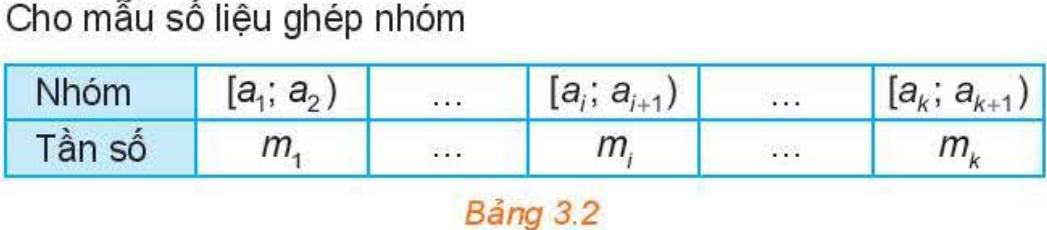 Cho mẫu số liệu ghép nhóm
Nhóm [a₁; a₂) ... [aᵢ; aᵢ₊₁) ... [aₖ; aₖ₊₁)
Tần số m₁ ... mᵢ ... mₖ
Bảng 3.2